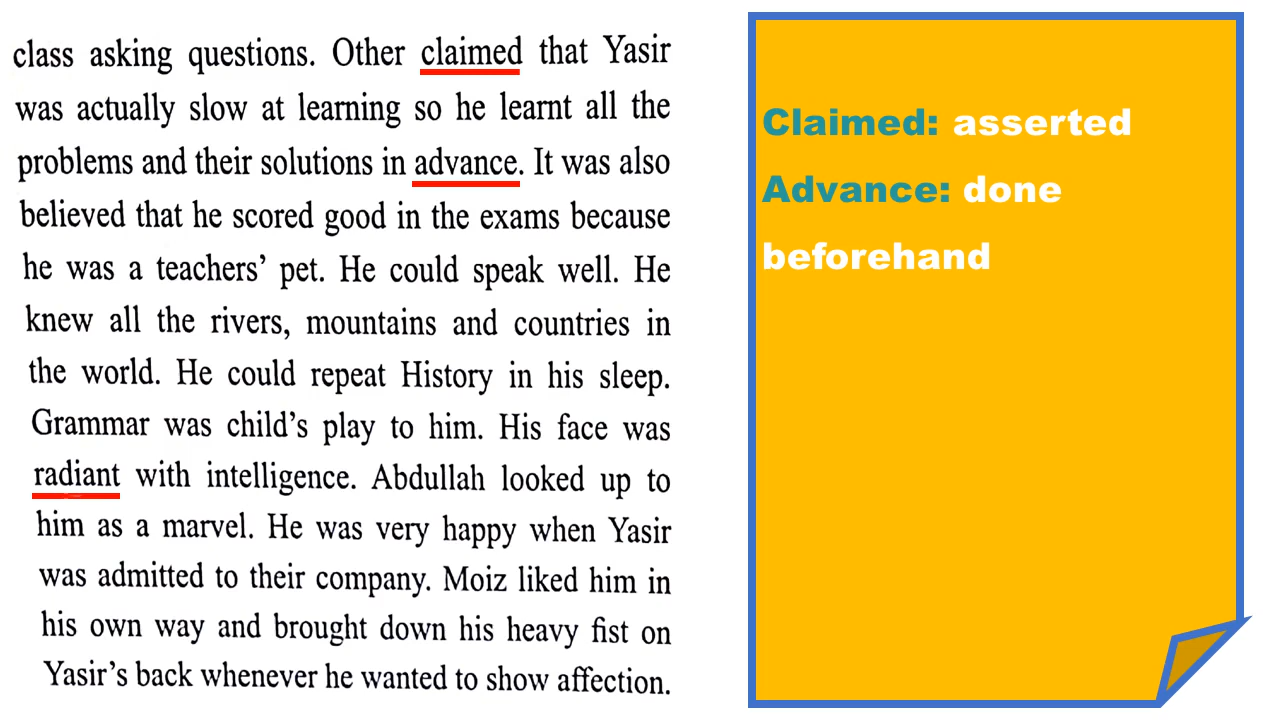 class asking questions. Other claimed that Yasir
was actually slow at learning so he learnt all the
problems and their solutions in advance. It was also
believed that he scored good in the exams because
he was a teachers’ pet. He could speak well. He
knew all the rivers, mountains and countries in
the world. He could repeat History in his sleep.
Grammar was child’s play to him. His face was
radiant with intelligence. Abdullah looked up to
him as a marvel. He was very happy when Yasir
was admitted to their company. Moiz liked him in
his own way and brought down his heavy fist on
Yasir’s back whenever he wanted to show affection.
Claimed: asserted
Advance: done
beforehand